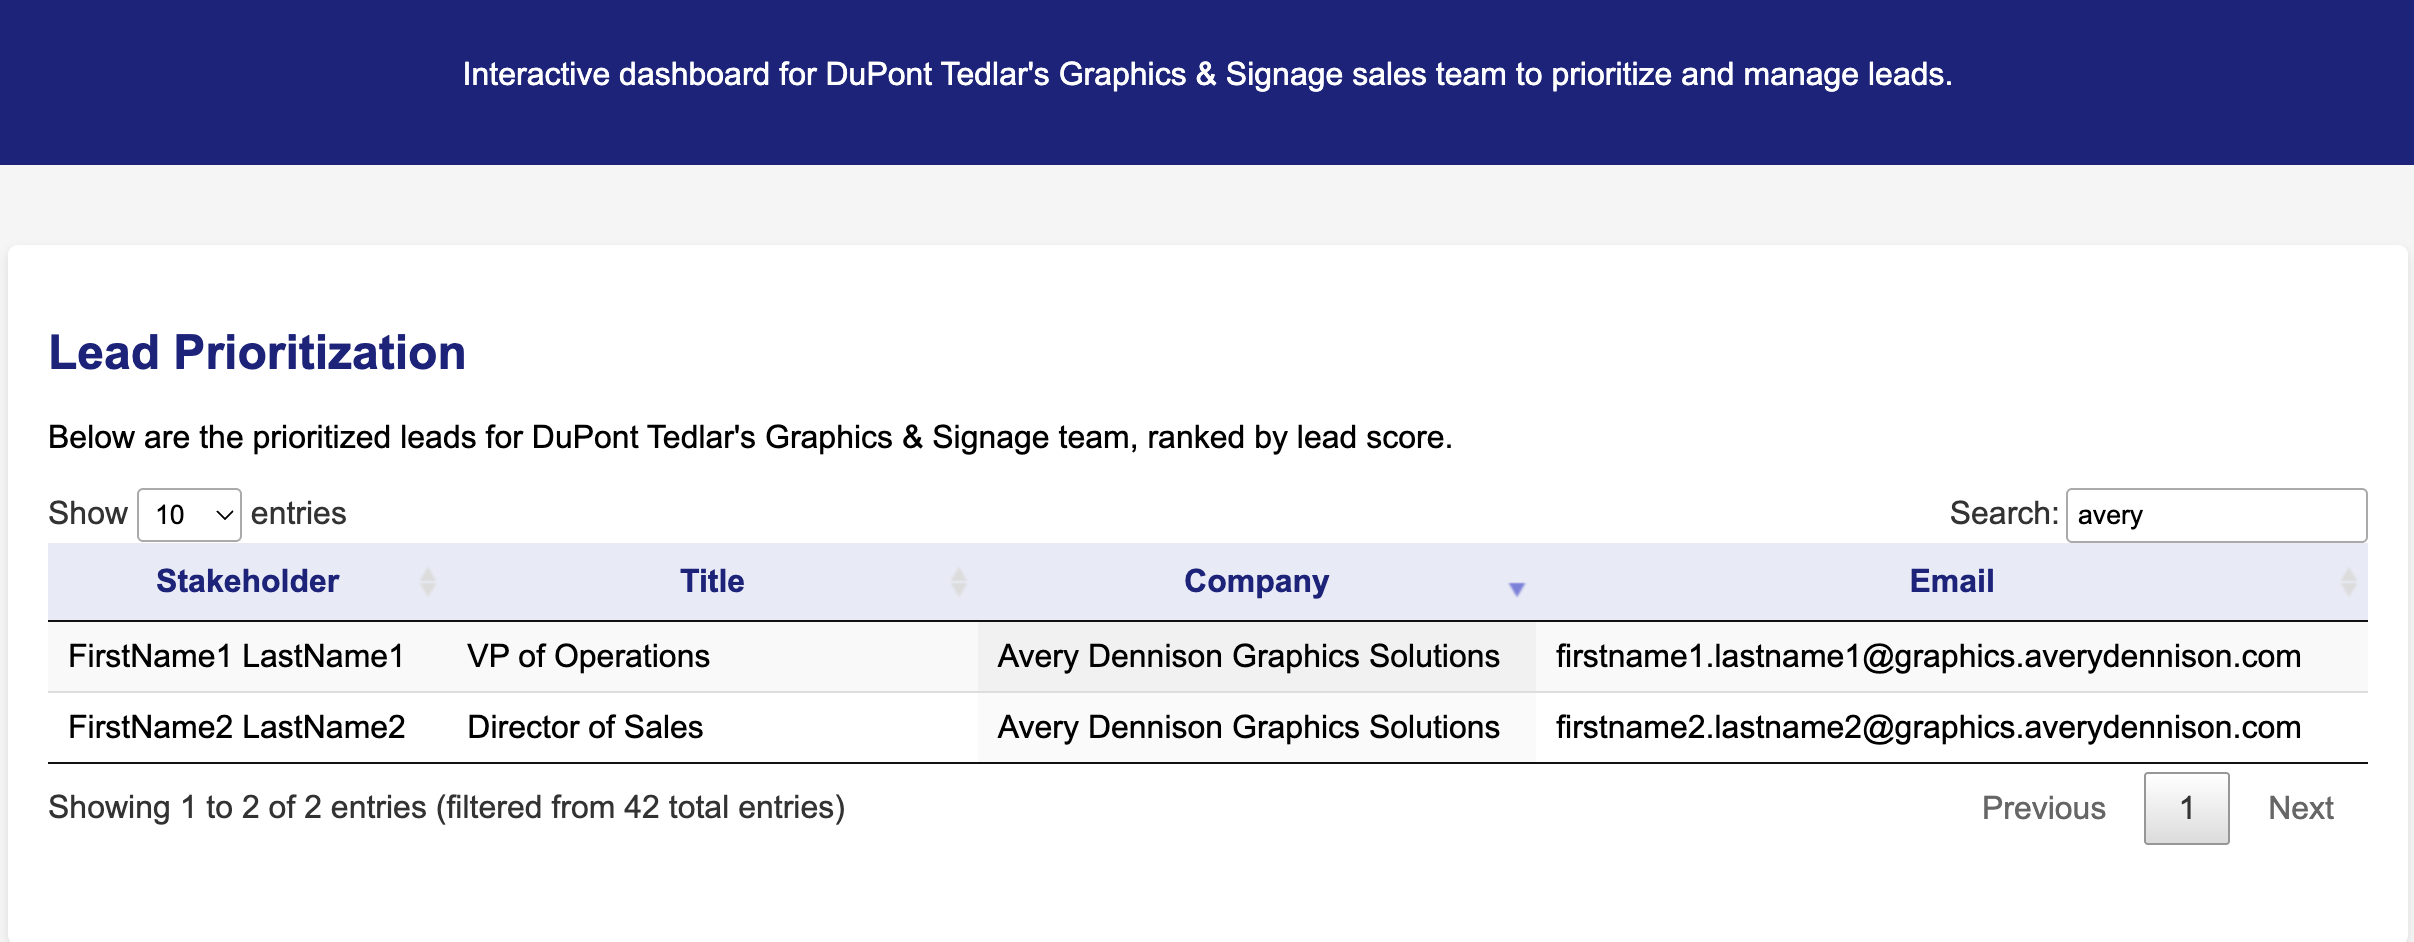 Interactive dashboard for DuPont Tedlar's Graphics & Signage sales team to prioritize and manage leads.
Lead Prioritization
Below are the prioritized leads for DuPont Tedlar's Graphics & Signage team, ranked by lead score.
Show 10 entries Search: avery
Stakeholder Title Company Email
FirstName1 LastName1 VP of Operations Avery Dennison Graphics Solutions firstname1.lastname1@graphics.averydennison.com
FirstName2 LastName2 Director of Sales Avery Dennison Graphics Solutions firstname2.lastname2@graphics.averydennison.com
Showing 1 to 2 of 2 entries (filtered from 42 total entries) Previous 1 Next